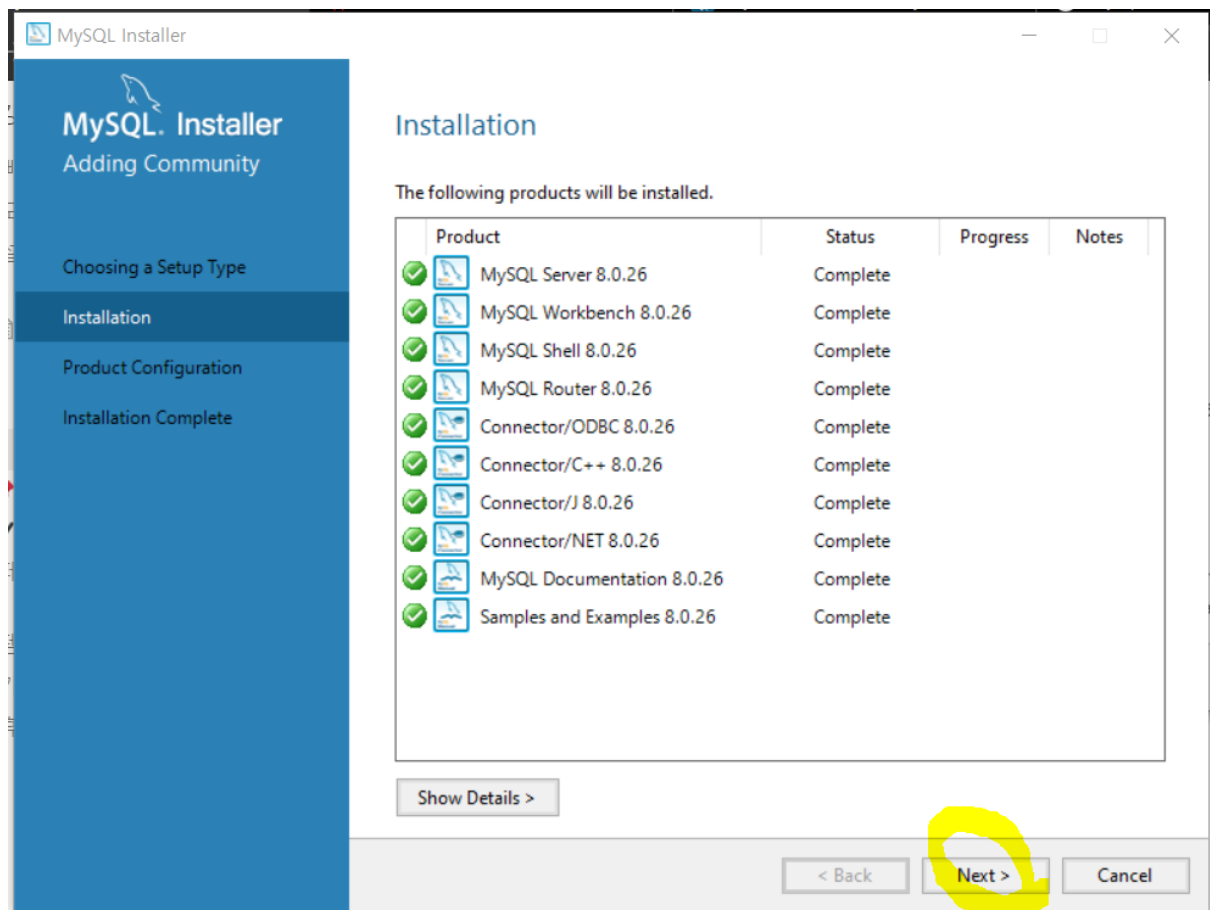 MySQL Installer
MySQL. Installer
Adding Community
Choosing a Setup Type
Installation
Product Configuration
Installation Complete
Installation
The following products will be installed.
Product Status Progress Notes
MySQL Server 8.0.26 Complete
MySQL Workbench 8.0.26 Complete
MySQL Shell 8.0.26 Complete
MySQL Router 8.0.26 Complete
Connector/ODBC 8.0.26 Complete
Connector/C++ 8.0.26 Complete
Connector/J 8.0.26 Complete
Connector/NET 8.0.26 Complete
MySQL Documentation 8.0.26 Complete
Samples and Examples 8.0.26 Complete
Show Details >
< Back Next > Cancel